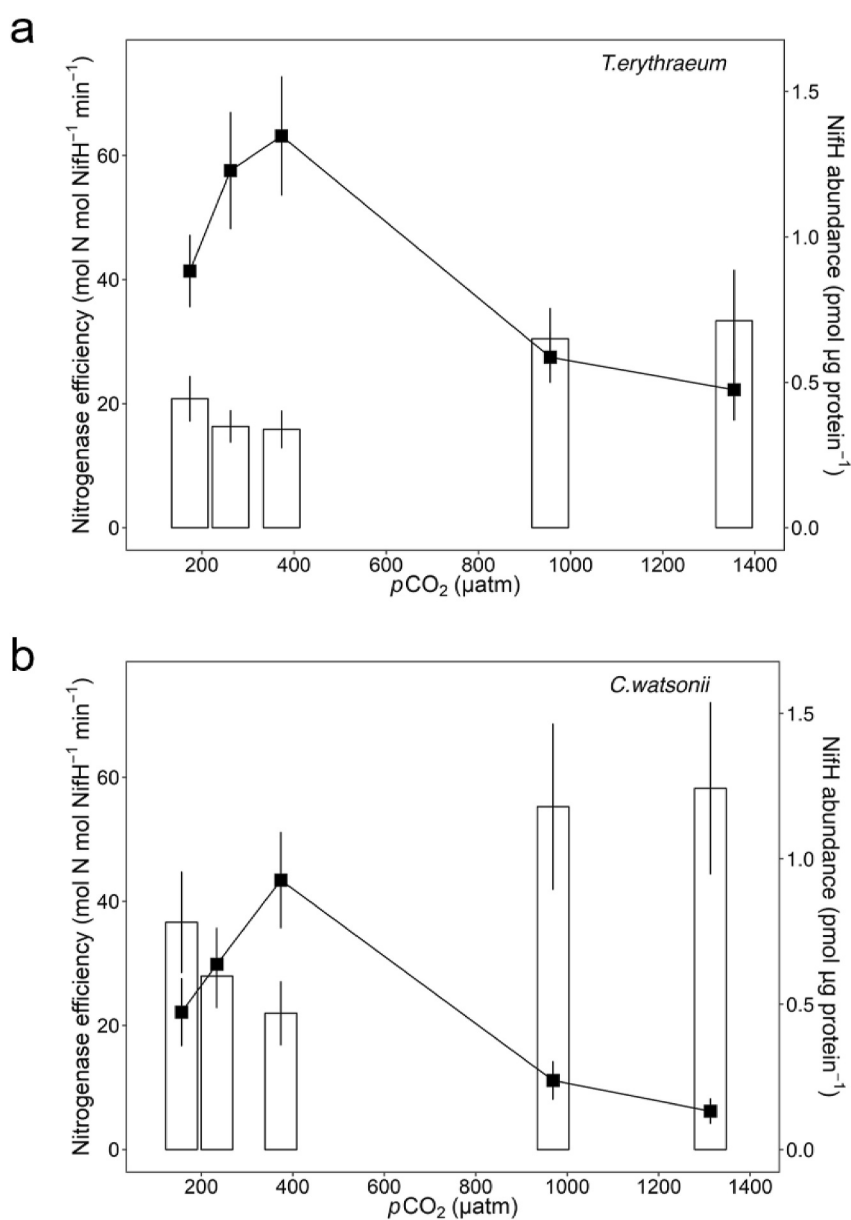 a
T.erythraeum
Nitrogenase efficiency (mol N mol NifH⁻¹ min⁻¹)
60
40
20
0
1.5
1.0
0.5
0.0
NifH abundance (pmol µg protein⁻¹)
200 400 600 800 1000 1200 1400
pCO₂ (µatm)
b
C.watsonii
Nitrogenase efficiency (mol N mol NifH⁻¹ min⁻¹)
60
40
20
0
1.5
1.0
0.5
0.0
NifH abundance (pmol µg protein⁻¹)
200 400 600 800 1000 1200 1400
pCO₂ (µatm)